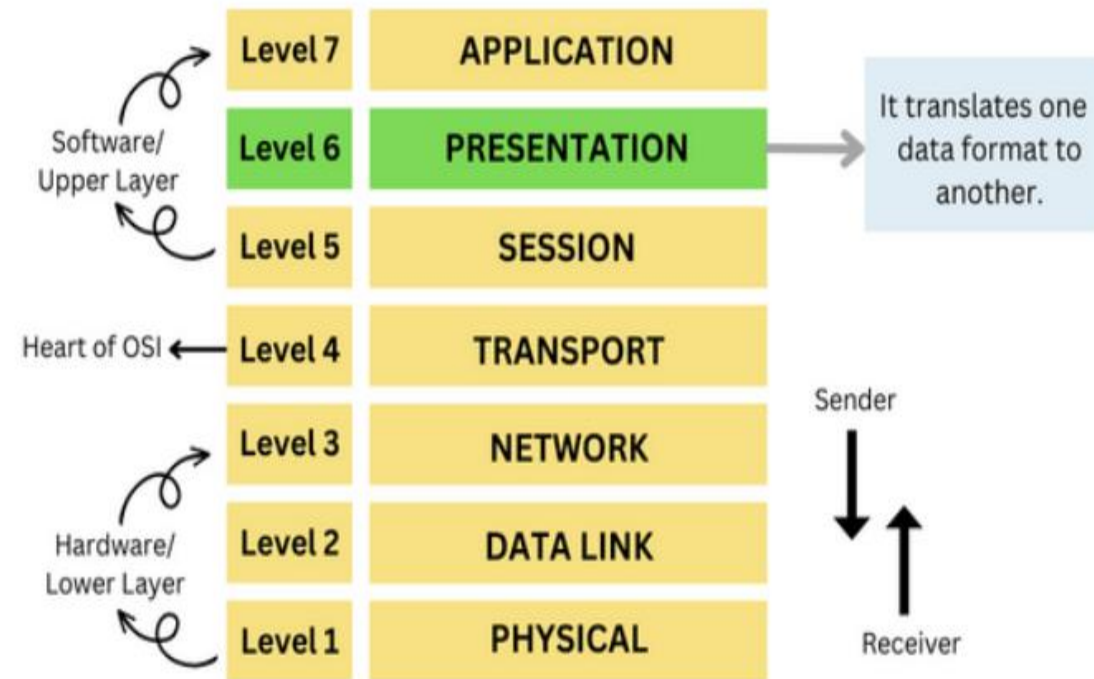 Level 7 APPLICATION
Software/
Upper Layer
Level 6 PRESENTATION
It translates one
data format to
another.
Level 5 SESSION
Heart of OSI
Level 4 TRANSPORT
Sender
Level 3 NETWORK
Hardware/
Lower Layer
Level 2 DATA LINK
Level 1 PHYSICAL
Receiver